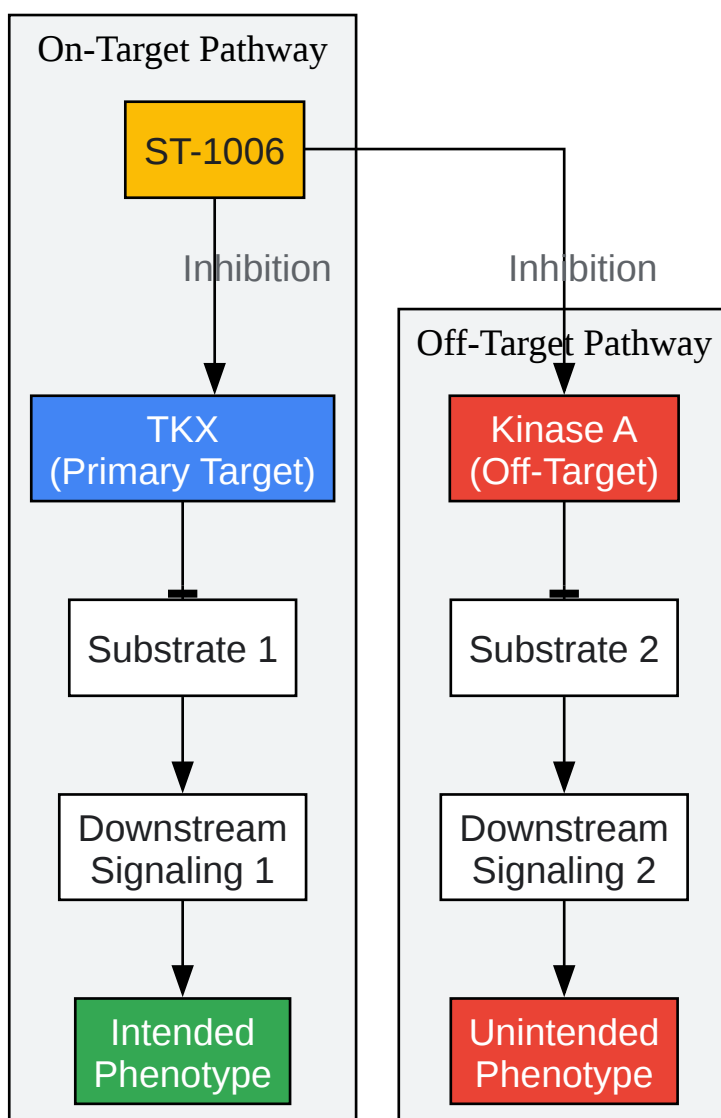 On-Target Pathway
ST-1006
Inhibition
Inhibition
Off-Target Pathway
TKX
(Primary Target)
Kinase A
(Off-Target)
Substrate 1
Substrate 2
Downstream
Signaling 1
Downstream
Signaling 2
Intended
Phenotype
Unintended
Phenotype